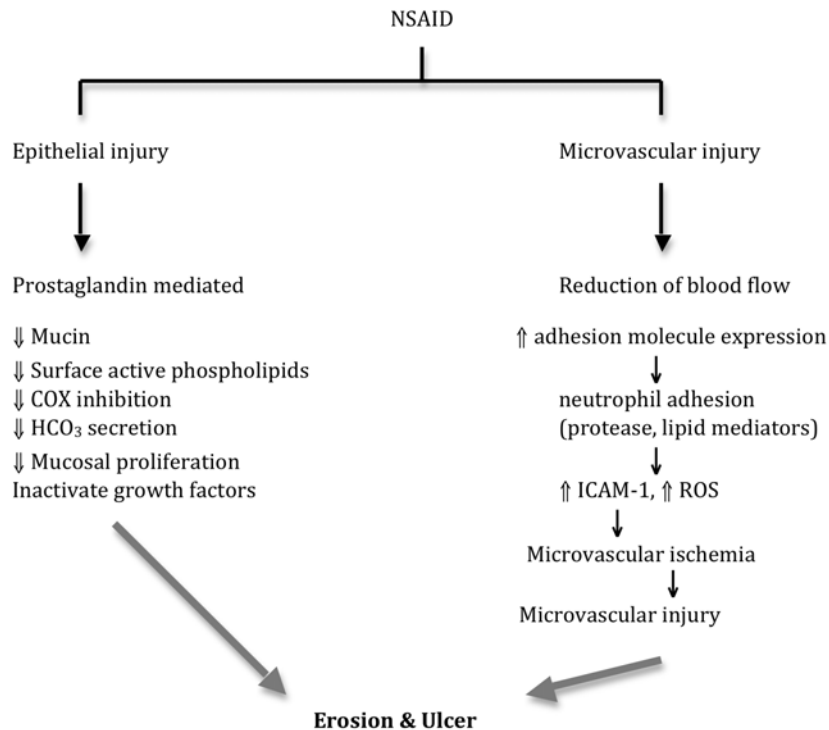 NSAID
Epithelial injury
Microvascular injury
Prostaglandin mediated
Reduction of blood flow
⇓ Mucin
⇑ adhesion molecule expression
⇓ Surface active phospholipids
⇓ COX inhibition
⇓ HCO₃ secretion
⇓ Mucosal proliferation
Inactivate growth factors
neutrophil adhesion
(protease, lipid mediators)
⇑ ICAM-1, ⇑ ROS
Microvascular ischemia
Microvascular injury
Erosion & Ulcer